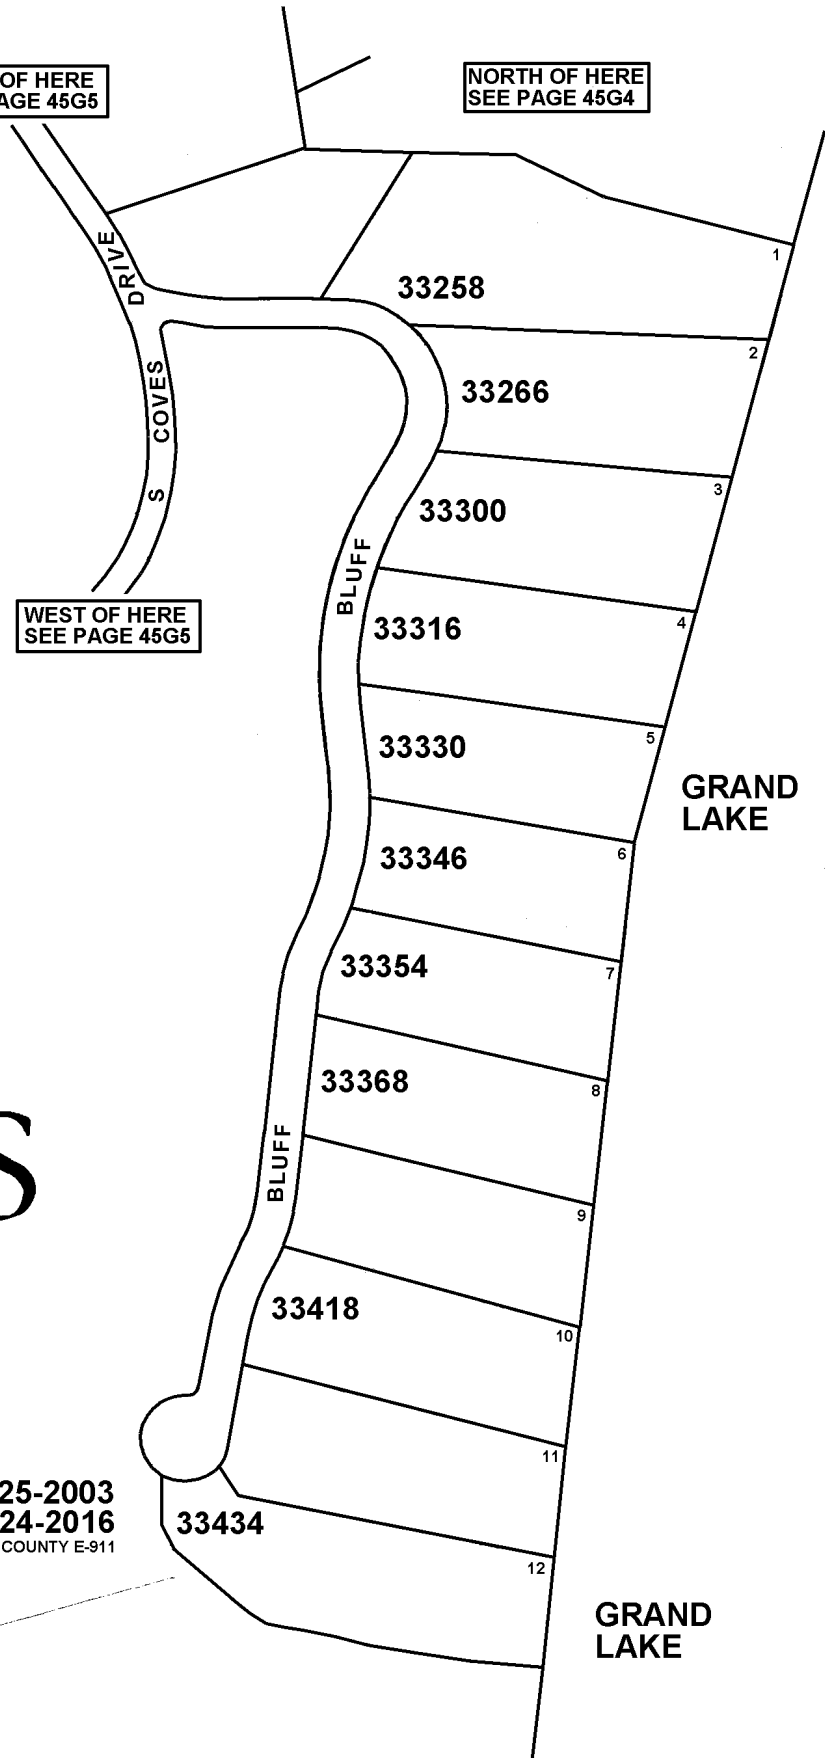 OF HERE
AGE 45G5
NORTH OF HERE
SEE PAGE 45G4
DRIVE
1
33258
2
33266
S COVES
3
33300
BLUFF
WEST OF HERE
SEE PAGE 45G5
4
33316
5
33330
GRAND
LAKE
6
33346
7
33354
8
33368
S
BLUFF
9
33418
10
11
25-2003
24-2016
COUNTY E-911
33434
12
GRAND
LAKE